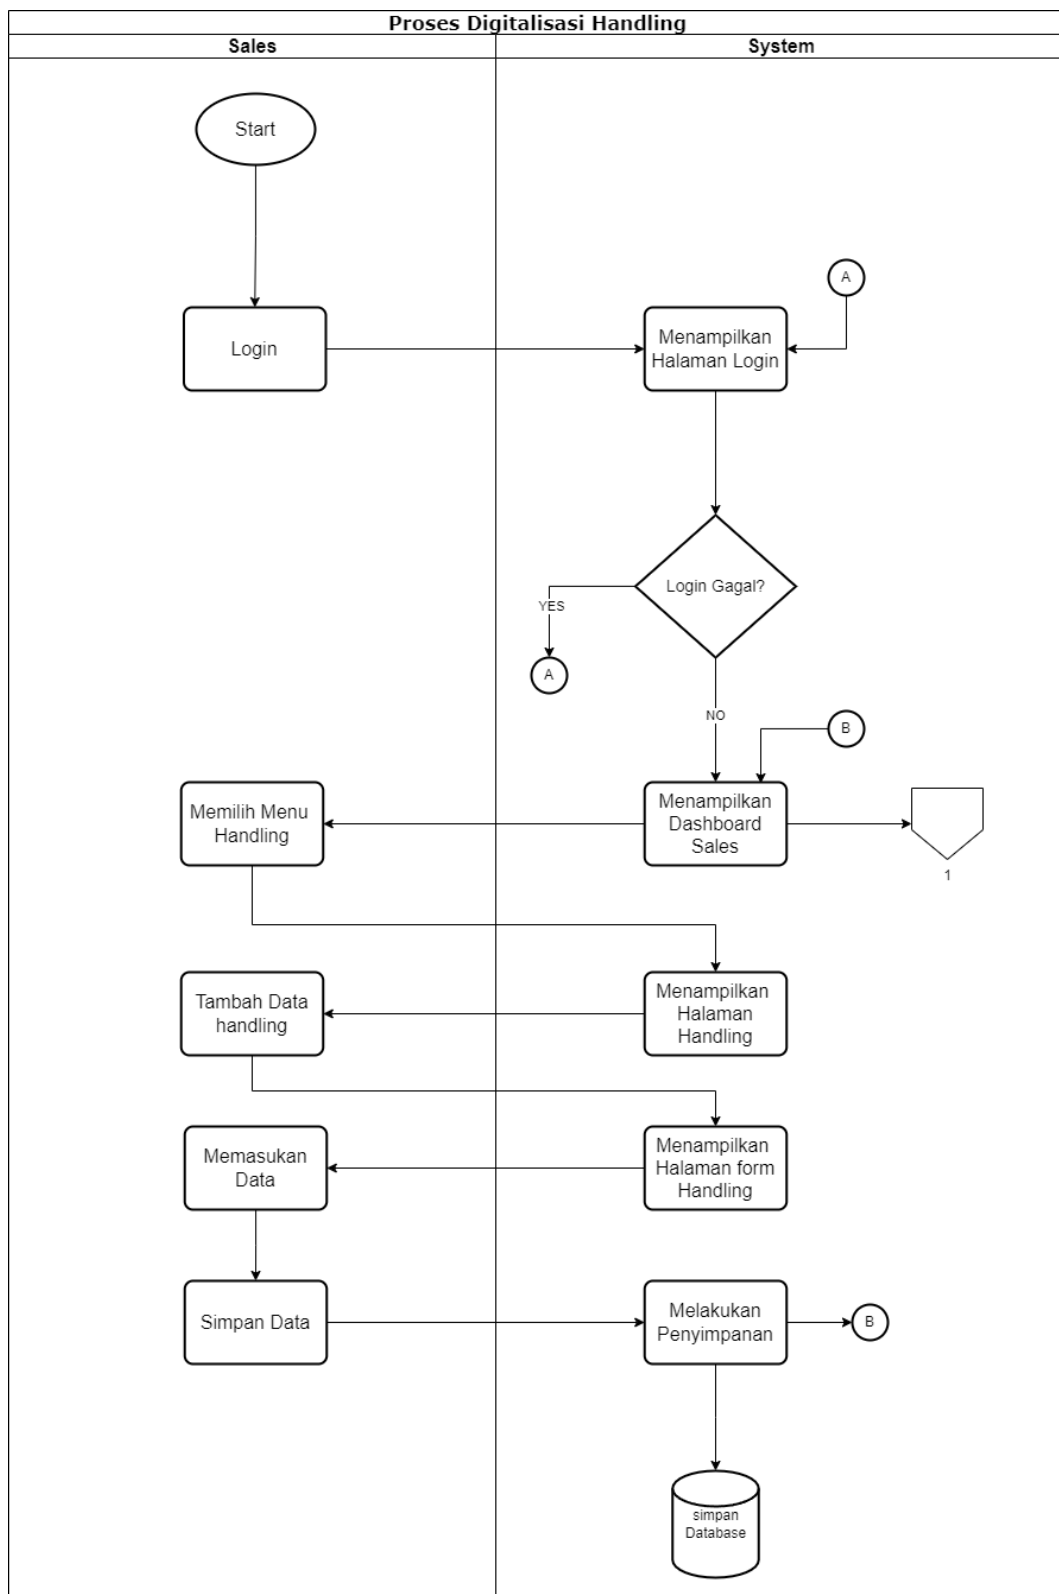 Proses Digitalisasi Handling
Sales
System
Start
A
Login
Menampilkan
Halaman Login
Login Gagal?
YES
A
NO
B
Memilih Menu
Handling
Menampilkan
Dashboard
Sales
1
Tambah Data
handling
Menampilkan
Halaman
Handling
Memasukan
Data
Menampilkan
Halaman form
Handling
Simpan Data
Melakukan
Penyimpanan
B
simpan
Database